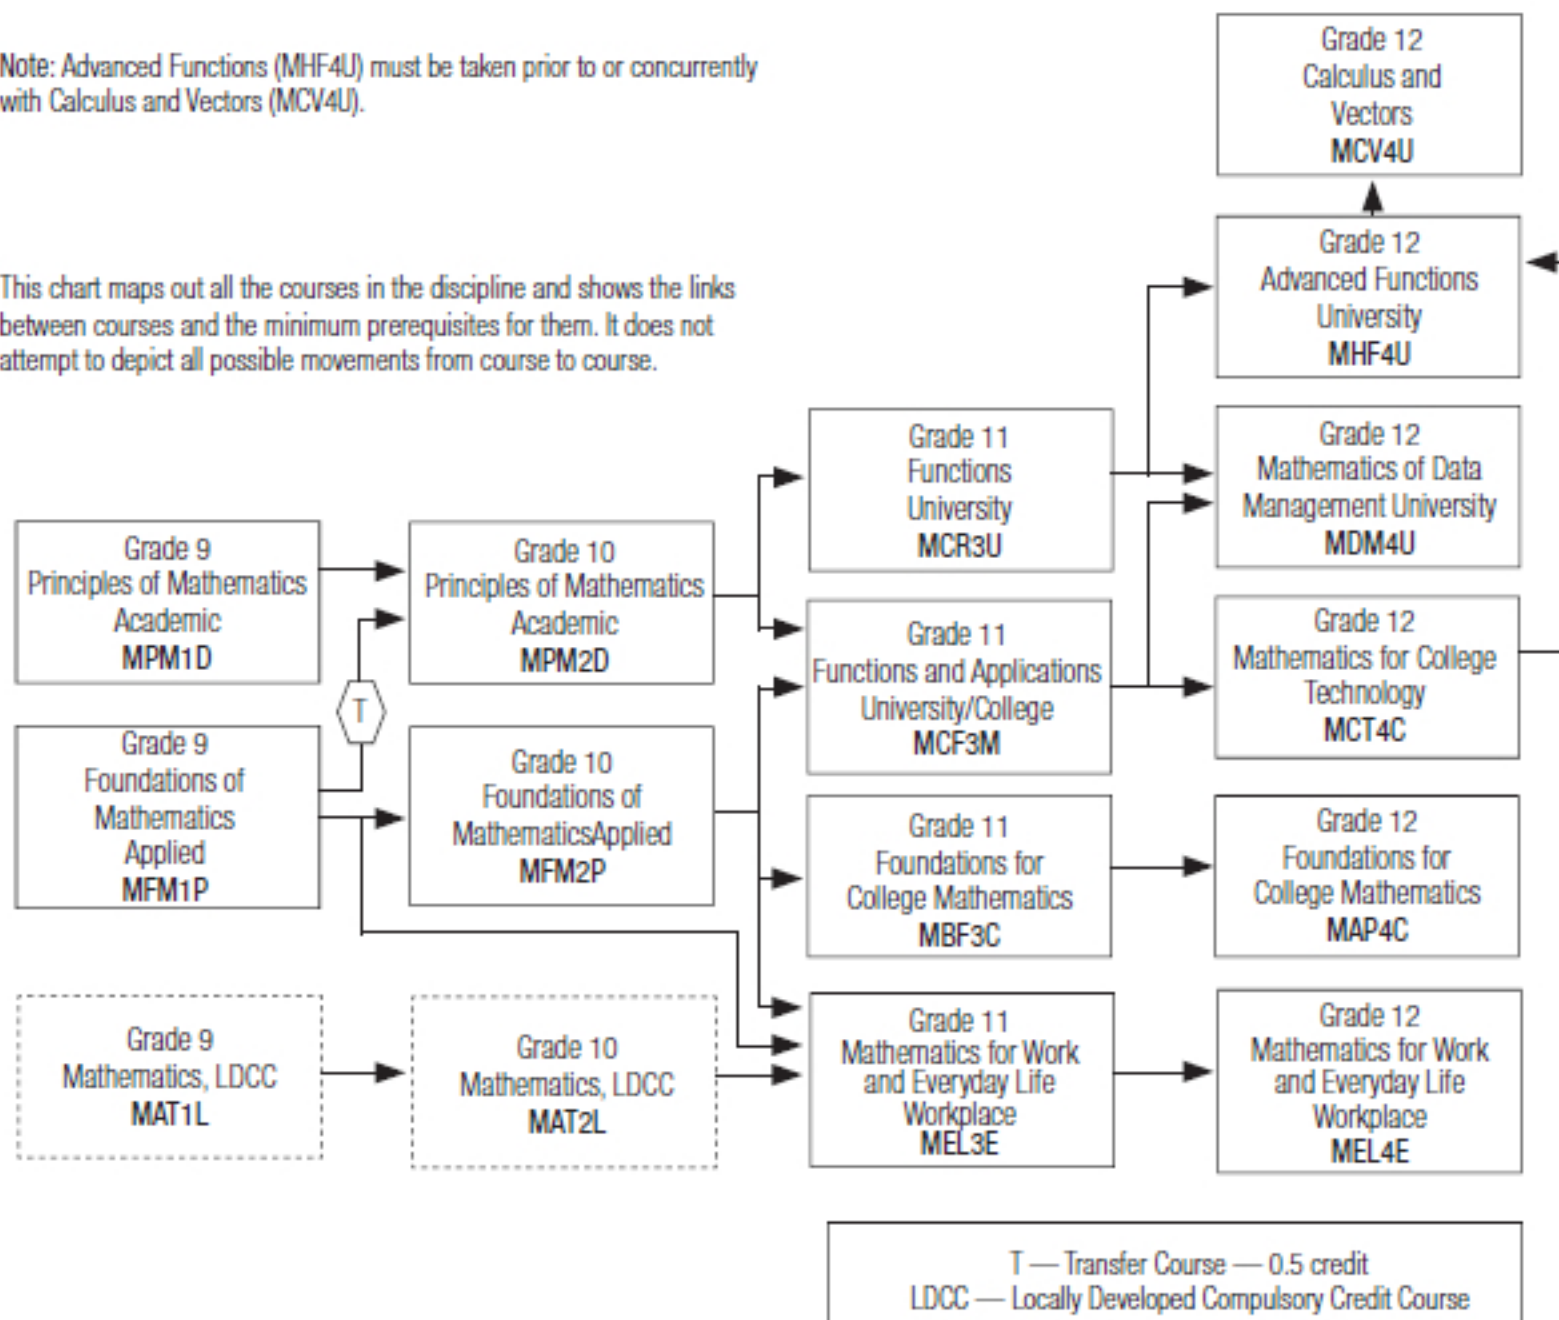 Note: Advanced Functions (MHF4U) must be taken prior to or concurrently
with Calculus and Vectors (MCV4U).
Grade 12
Calculus and
Vectors
MCV4U
This chart maps out all the courses in the discipline and shows the links
between courses and the minimum prerequisites for them. It does not
attempt to depict all possible movements from course to course.
Grade 12
Advanced Functions
University
MHF4U
Grade 9
Principles of Mathematics
Academic
MPM1D
Grade 10
Principles of Mathematics
Academic
MPM2D
Grade 11
Functions
University
MCR3U
Grade 12
Mathematics of Data
Management University
MDM4U
T
Grade 11
Functions and Applications
University/College
MCF3M
Grade 12
Mathematics for College
Technology
MCT4C
Grade 9
Foundations of
Mathematics
Applied
MFM1P
Grade 10
Foundations of
MathematicsApplied
MFM2P
Grade 11
Foundations for
College Mathematics
MBF3C
Grade 12
Foundations for
College Mathematics
MAP4C
Grade 9
Mathematics, LDCC
MAT1L
Grade 10
Mathematics, LDCC
MAT2L
Grade 11
Mathematics for Work
and Everyday Life
Workplace
MEL3E
Grade 12
Mathematics for Work
and Everyday Life
Workplace
MEL4E
T — Transfer Course — 0.5 credit
LDCC — Locally Developed Compulsory Credit Course